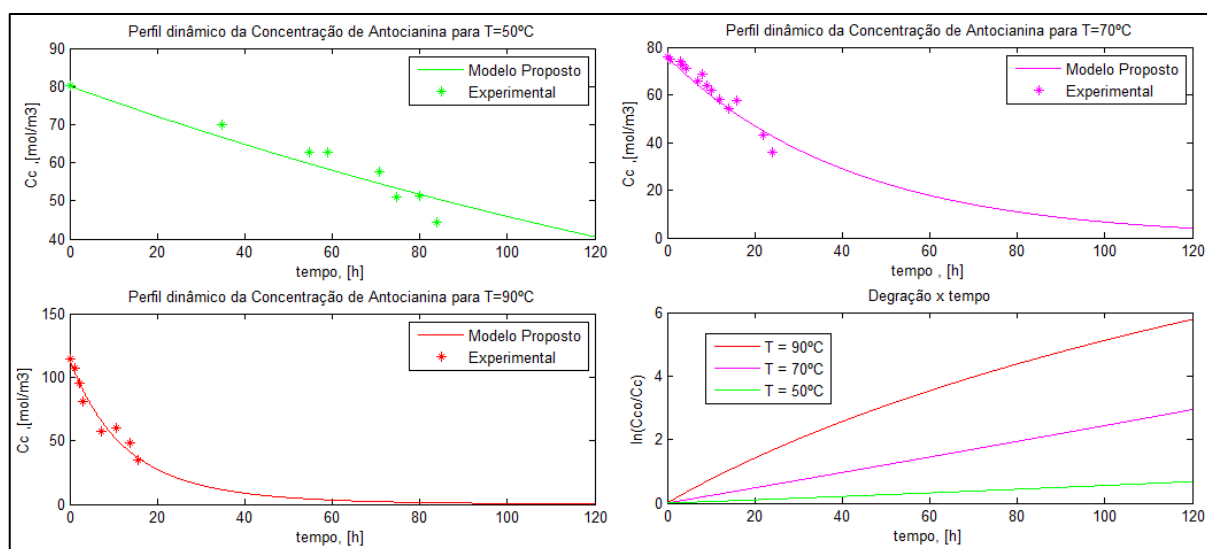 Perfil dinâmico da Concentração de Antocianina para T=50ºC
90
80
70
60
50
40
Cc ,[mol/m3]
Modelo Proposto
Experimental
0 20 40 60 80 100 120
tempo, [h]
Perfil dinâmico da Concentração de Antocianina para T=70ºC
80
60
40
20
0
Cc ,[mol/m3]
Modelo Proposto
Experimental
0 20 40 60 80 100 120
tempo , [h]
Perfil dinâmico da Concentração de Antocianina para T=90ºC
150
100
50
0
Cc ,[mol/m3]
Modelo Proposto
Experimental
0 20 40 60 80 100 120
tempo, [h]
Degração x tempo
6
4
2
0
ln(Cco/Cc)
T = 90ºC
T = 70ºC
T = 50ºC
0 20 40 60 80 100 120
tempo, [h]